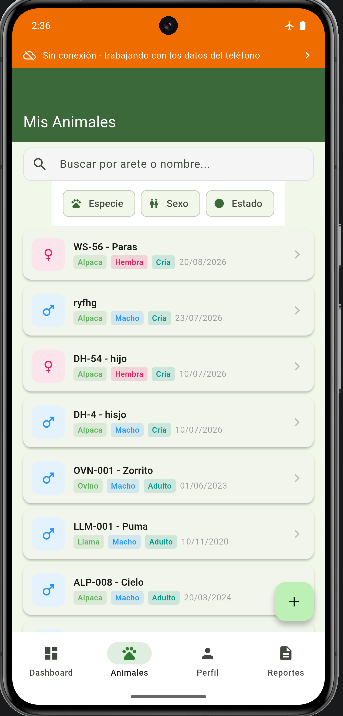 2:36
Sin conexión - trabajando con los datos del teléfono
Mis Animales
Buscar por arete o nombre...
Especie Sexo Estado
WS-56 - Paras
Alpaca Hembra Cría 20/08/2026
ryfhg
Alpaca Macho Cría 23/07/2026
DH-54 - hijo
Alpaca Hembra Cría 10/07/2026
DH-4 - hisjo
Alpaca Macho Cría 10/07/2026
OVN-001 - Zorrito
Ovino Macho Adulto 01/06/2023
LLM-001 - Puma
Llama Macho Adulto 10/11/2020
ALP-008 - Cielo
Alpaca Macho Adulto 20/03/2024
Dashboard Animales Perfil Reportes